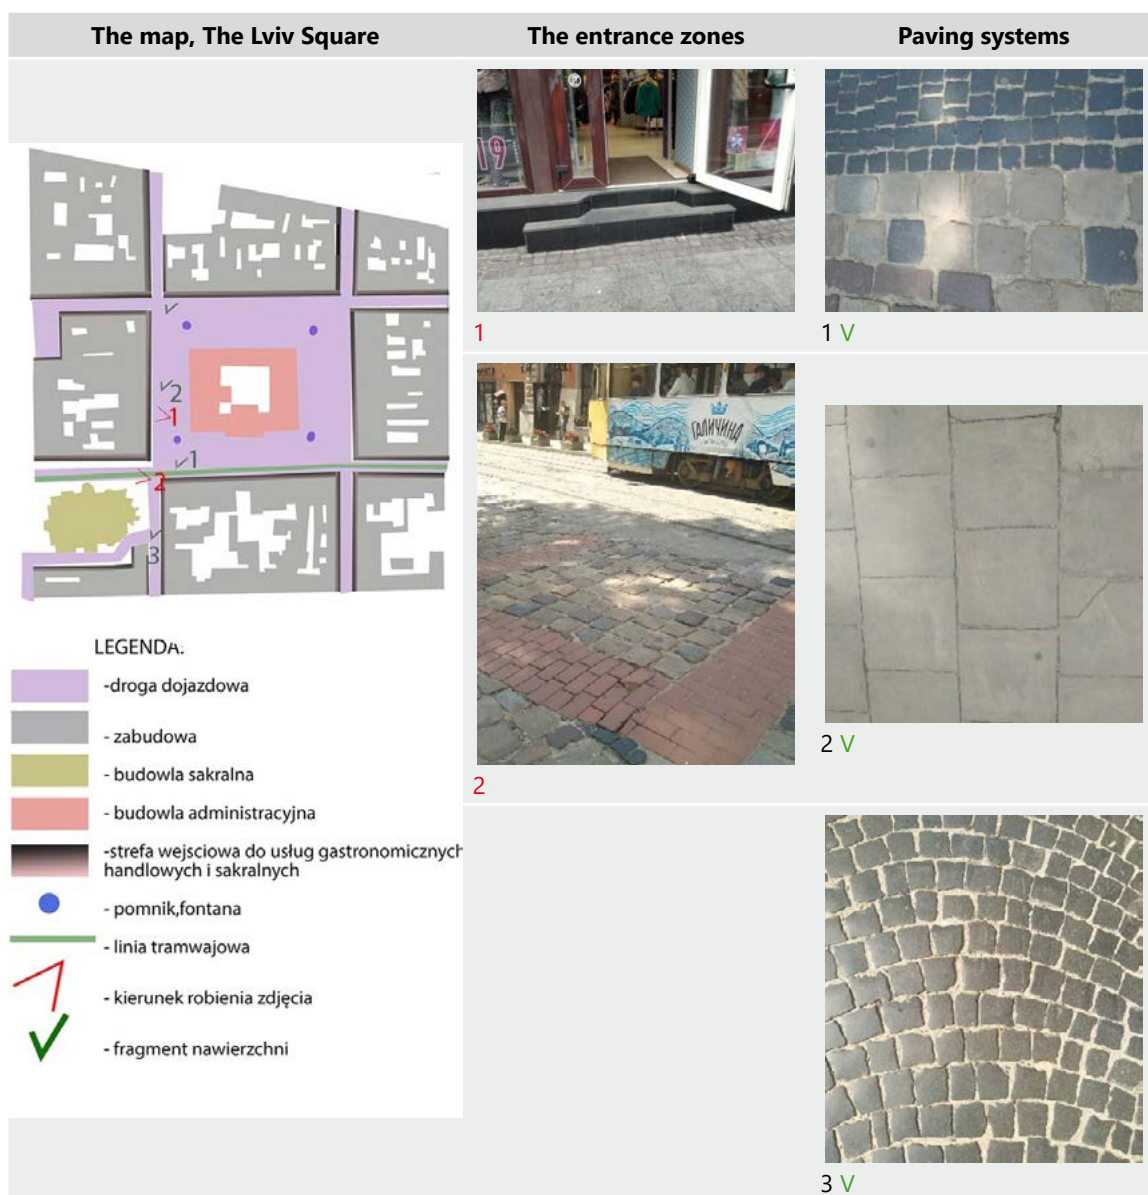 The map, The Lviv Square
The entrance zones
Paving systems
2
1
1
2
3
LEGENDA.
-droga dojazdowa
- zabudowa
- budowla sakralna
- budowla administracyjna
-strefa wejsciowa do usług gastronomicznych
handlowych i sakralnych
- pomnik,fontana
- linia tramwajowa
- kierunek robienia zdjęcia
- fragment nawierzchni
19
1
ГАЛИЧИНА
2
1 V
2 V
3 V